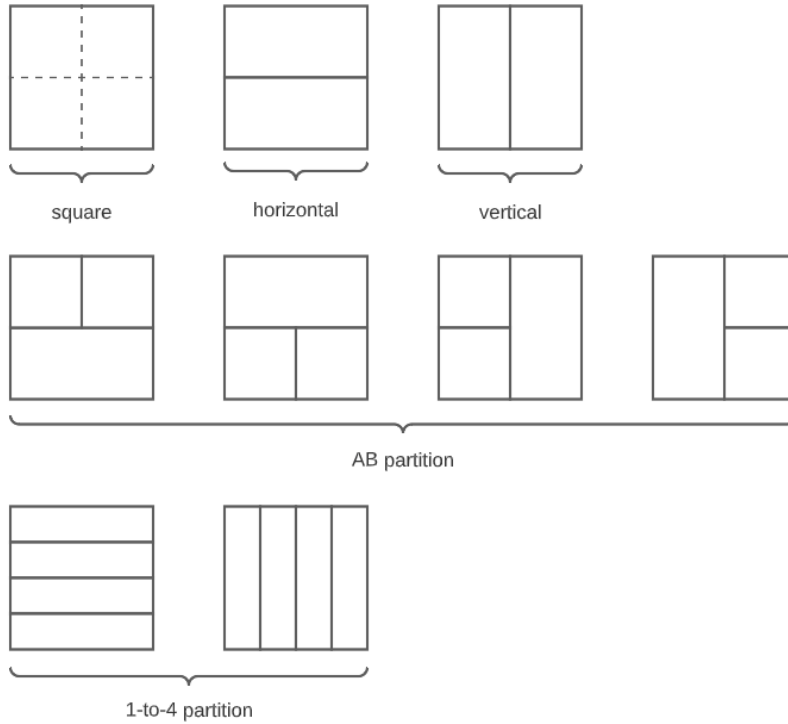 square
horizontal
vertical
AB partition
1-to-4 partition